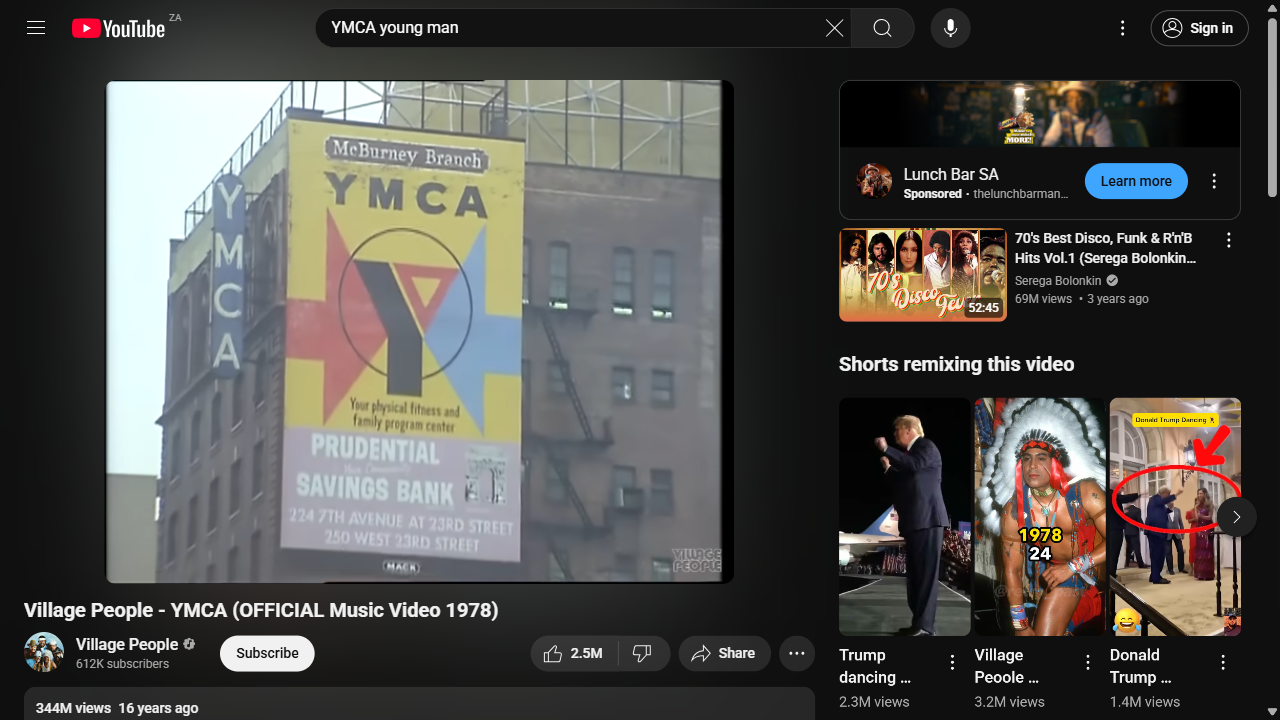 YouTube ZA
YMCA young man
Sign in
McBurney Branch
YMCA
YMCA
Y
Your physical fitness and
family program center
PRUDENTIAL
SAVINGS BANK
224 7TH AVENUE AT 23RD STREET
250 WEST 23RD STREET
MACK
VILLAGE
PEOPLE
Village People - YMCA (OFFICIAL Music Video 1978)
Village People
612K subscribers
Subscribe
2.5M
Share
344M views 16 years ago
MORE!
Lunch Bar SA
Sponsored • thelunchbarman...
Learn more
70's
Disco
52:45
70's Best Disco, Funk & R'n'B
Hits Vol.1 (Serega Bolonkin...
Serega Bolonkin
69M views • 3 years ago
Shorts remixing this video
1978
24
Donald Trump Dancing
Trump
dancing ...
2.3M views
Village
Peoole ...
3.2M views
Donald
Trump ...
1.4M views